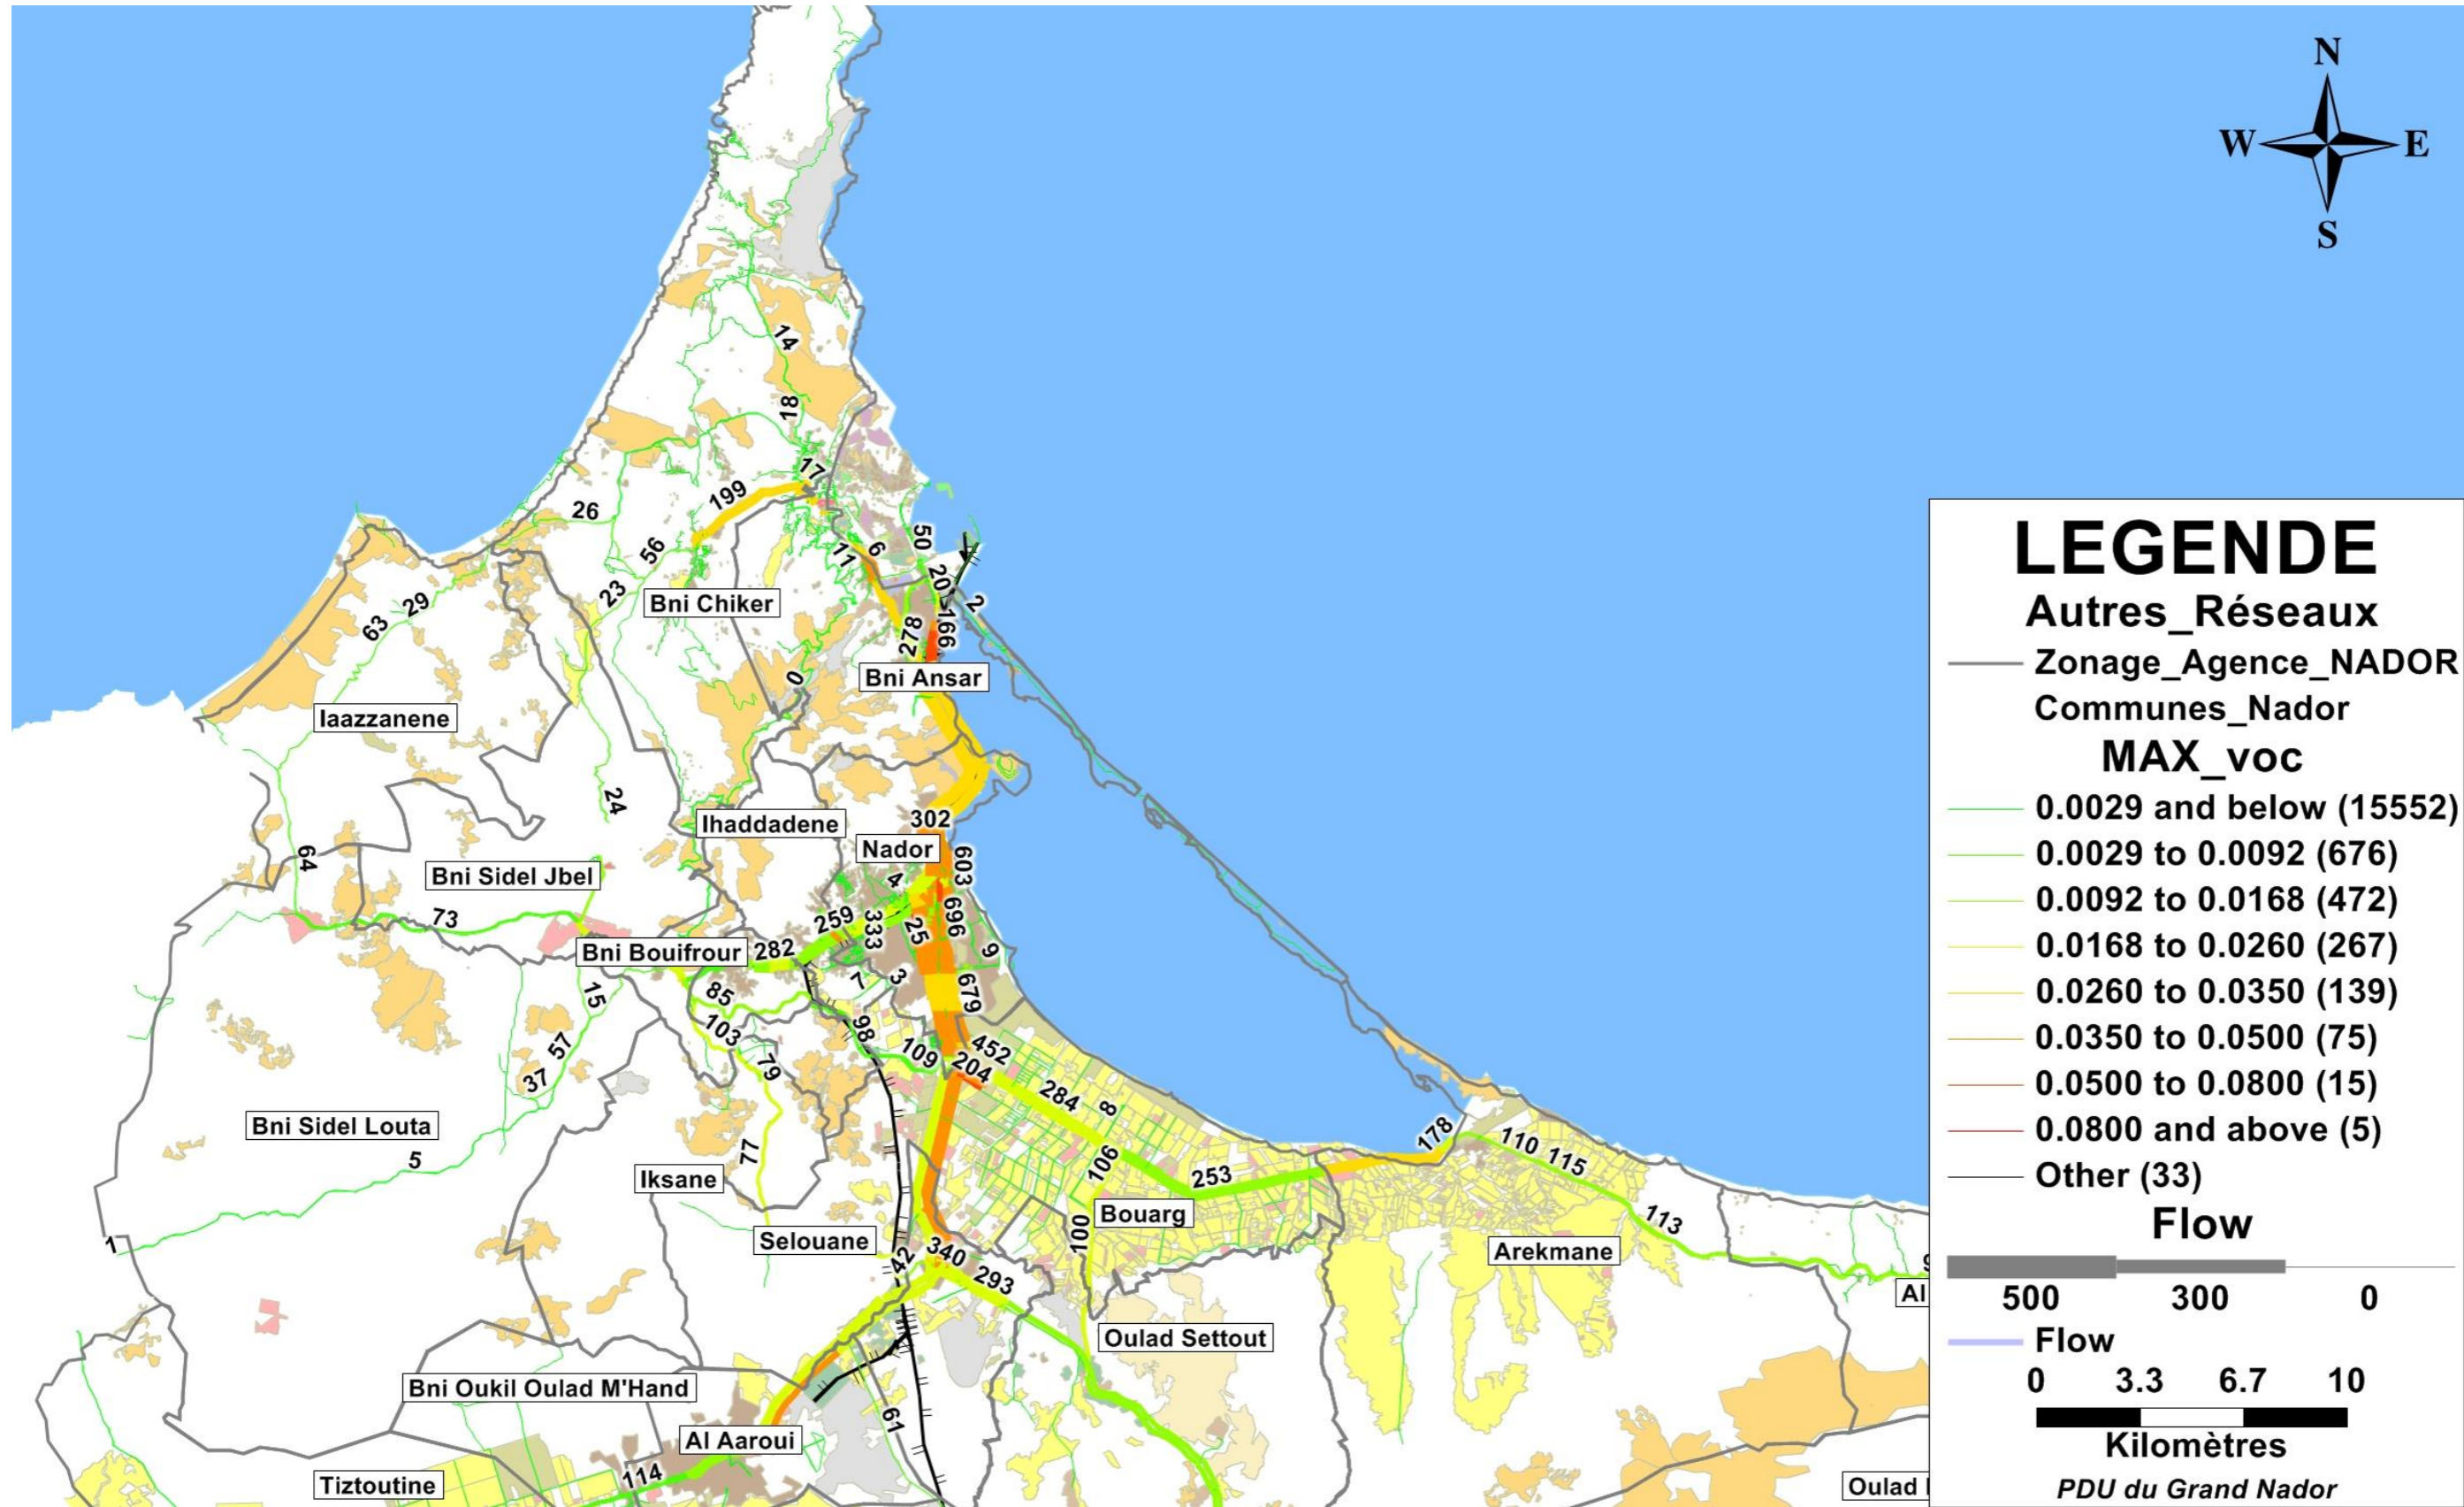 N
W E
S
14
18
17
199
26
50
56
6
11
20
23
2
Bni Chiker
29
166
63
278
Bni Ansar
0
Iaazzanene
24
302
Ihaddadene
Nador
603
64
Bni Sidel Jbel
4
696
73
259
333
25
9
Bni Bouifrour
282
7
3
679
85
15
103
98
452
57
109
79
204
37
284
8
Bni Sidel Louta
178
110
115
77
5
106
Iksane
253
Bouarg
113
1
100
Selouane
42
340
Arekmane
293
9
Al
Oulad Settout
Bni Oukil Oulad M'Hand
61
Al Aaroui
114
Tiztoutine
Oulad
LEGENDE
Autres_Réseaux
Zonage_Agence_NADOR
Communes_Nador
MAX_voc
0.0029 and below (15552)
0.0029 to 0.0092 (676)
0.0092 to 0.0168 (472)
0.0168 to 0.0260 (267)
0.0260 to 0.0350 (139)
0.0350 to 0.0500 (75)
0.0500 to 0.0800 (15)
0.0800 and above (5)
Other (33)
Flow
500 300 0
Flow
0 3.3 6.7 10
Kilomètres
PDU du Grand Nador